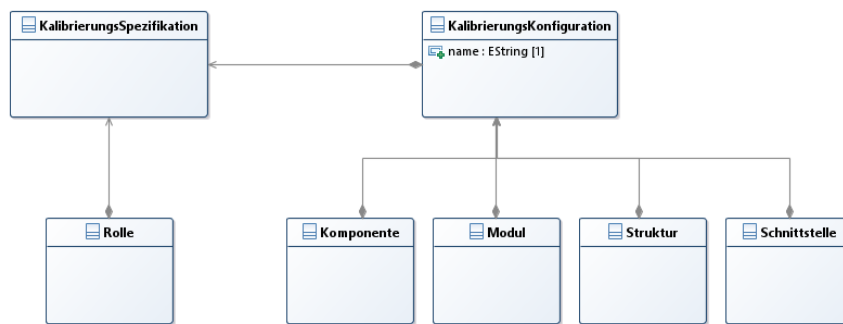 KalibrierungsSpezifikation
KalibrierungsKonfiguration
name : EString [1]
Rolle
Komponente
Modul
Struktur
Schnittstelle